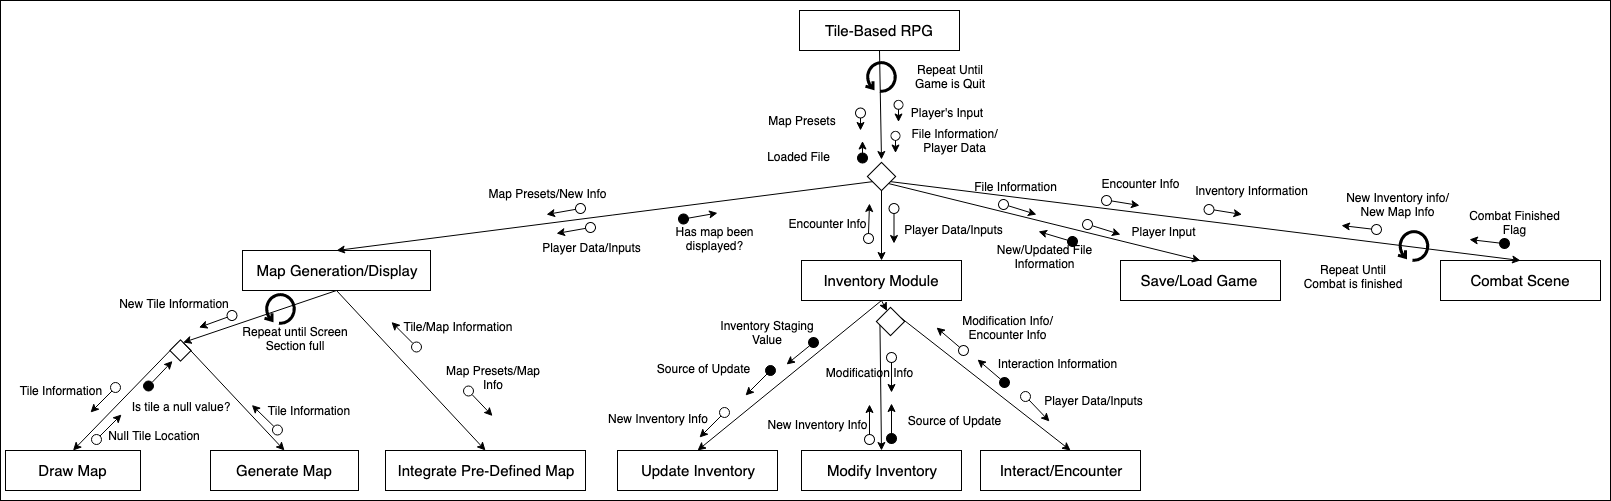 Tile-Based RPG
Repeat Until
Game is Quit
Map Presets
Player's Input
File Information/
Player Data
Loaded File
Map Presets/New Info
Player Data/Inputs
Has map been
displayed?
Encounter Info
Player Data/Inputs
File Information
Player Input
New/Updated File
Information
Encounter Info
Inventory Information
New Inventory info/
New Map Info
Combat Finished
Flag
Repeat Until
Combat is finished
Map Generation/Display
Inventory Module
Save/Load Game
Combat Scene
New Tile Information
Repeat until Screen
Section full
Tile/Map Information
Map Presets/Map
Info
Tile Information
Is tile a null value?
Null Tile Location
Tile Information
Inventory Staging
Value
Source of Update
New Inventory Info
Modification Info
New Inventory Info
Source of Update
Modification Info/
Encounter Info
Interaction Information
Player Data/Inputs
Draw Map
Generate Map
Integrate Pre-Defined Map
Update Inventory
Modify Inventory
Interact/Encounter